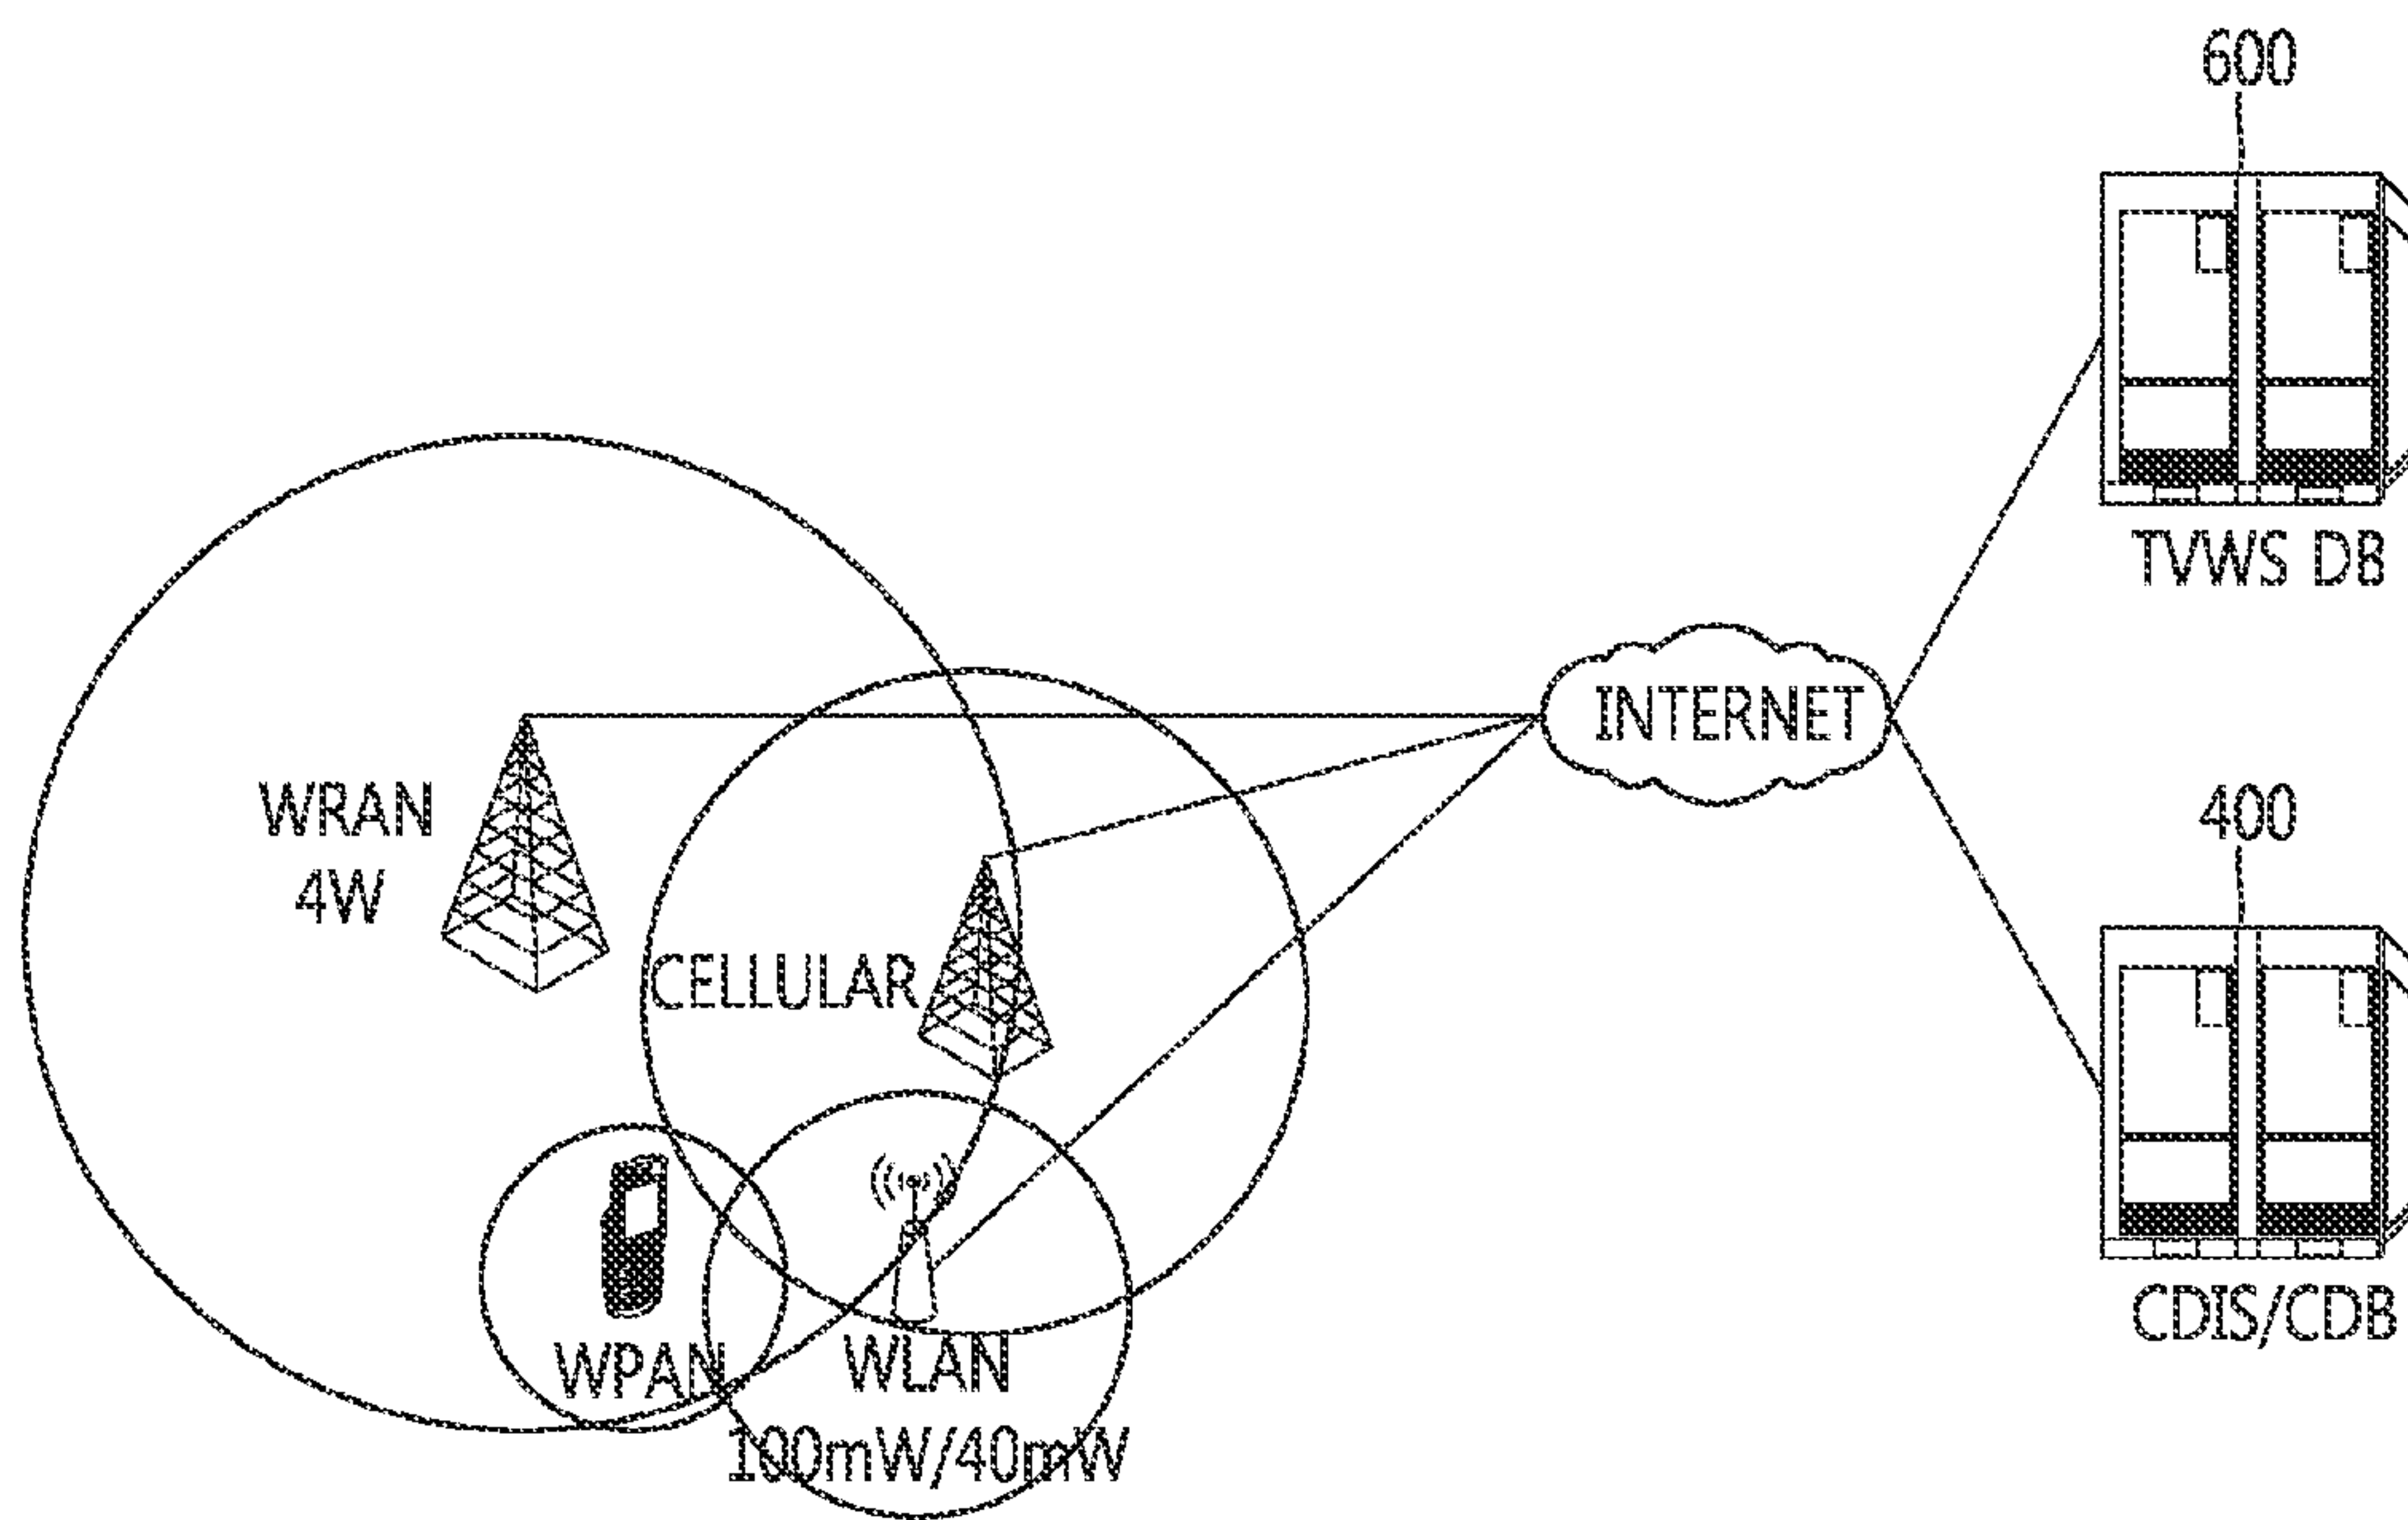 600
TVWS DB
INTERNET
WRAN
4W
400
CELLULAR
CDIS/CDB
WPAN
WLAN
100mW/40mW